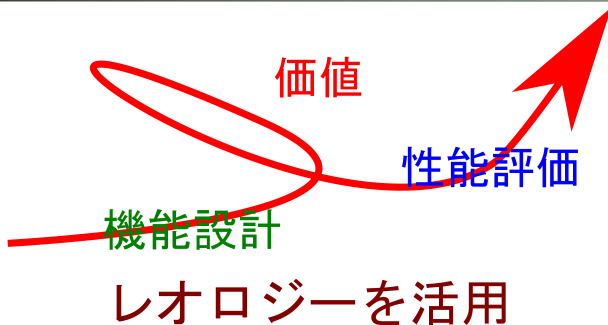 価値
性能評価
機能設計
レオロジーを活用